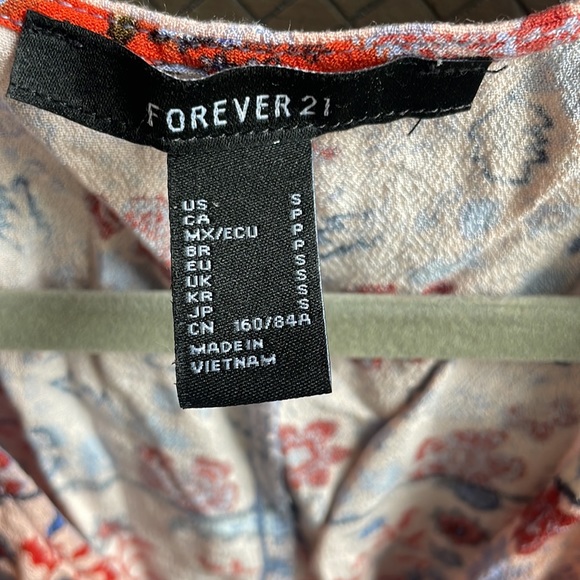 FOREVER 21
US S
CA P
MX/ECU P
BR P
EU S
UK S
KR S
JP S
CN 160/84A
MADE IN
VIETNAM